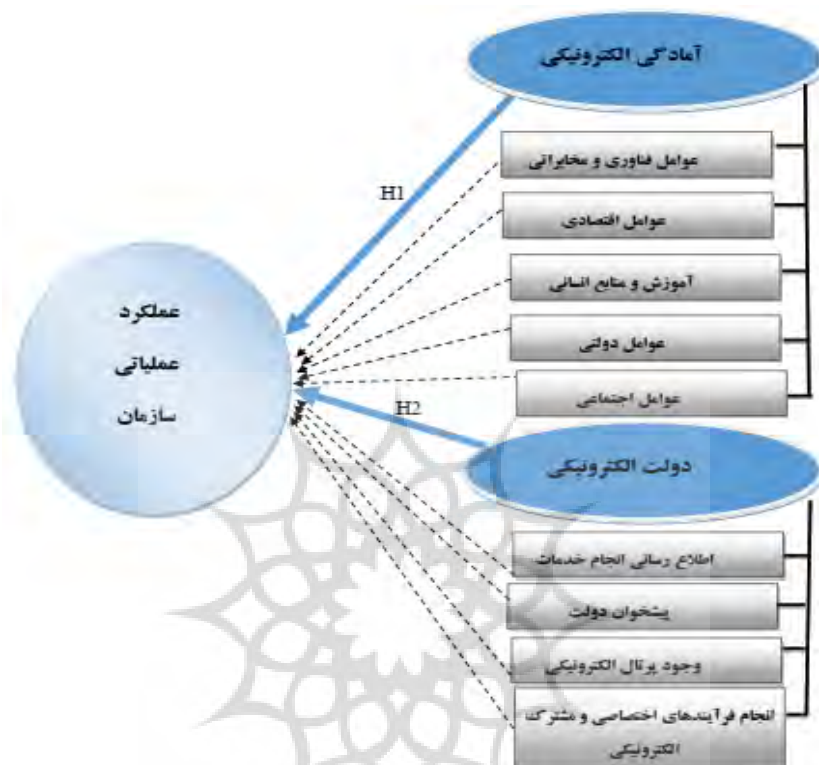 آمادگی الکترونیکی
عوامل فناوری و مخابراتی
H1
عوامل اقتصادی
آموزش و منابع انسانی
عوامل دولتی
عوامل اجتماعی
عملکرد
عملیاتی
سازمان
H2
دولت الکترونیکی
اطلاع رسانی انجام خدمات
پیشخوان دولت
وجود پرتال الکترونیکی
انجام فرآیندهای اختصاصی و مشترک
الکترونیکی